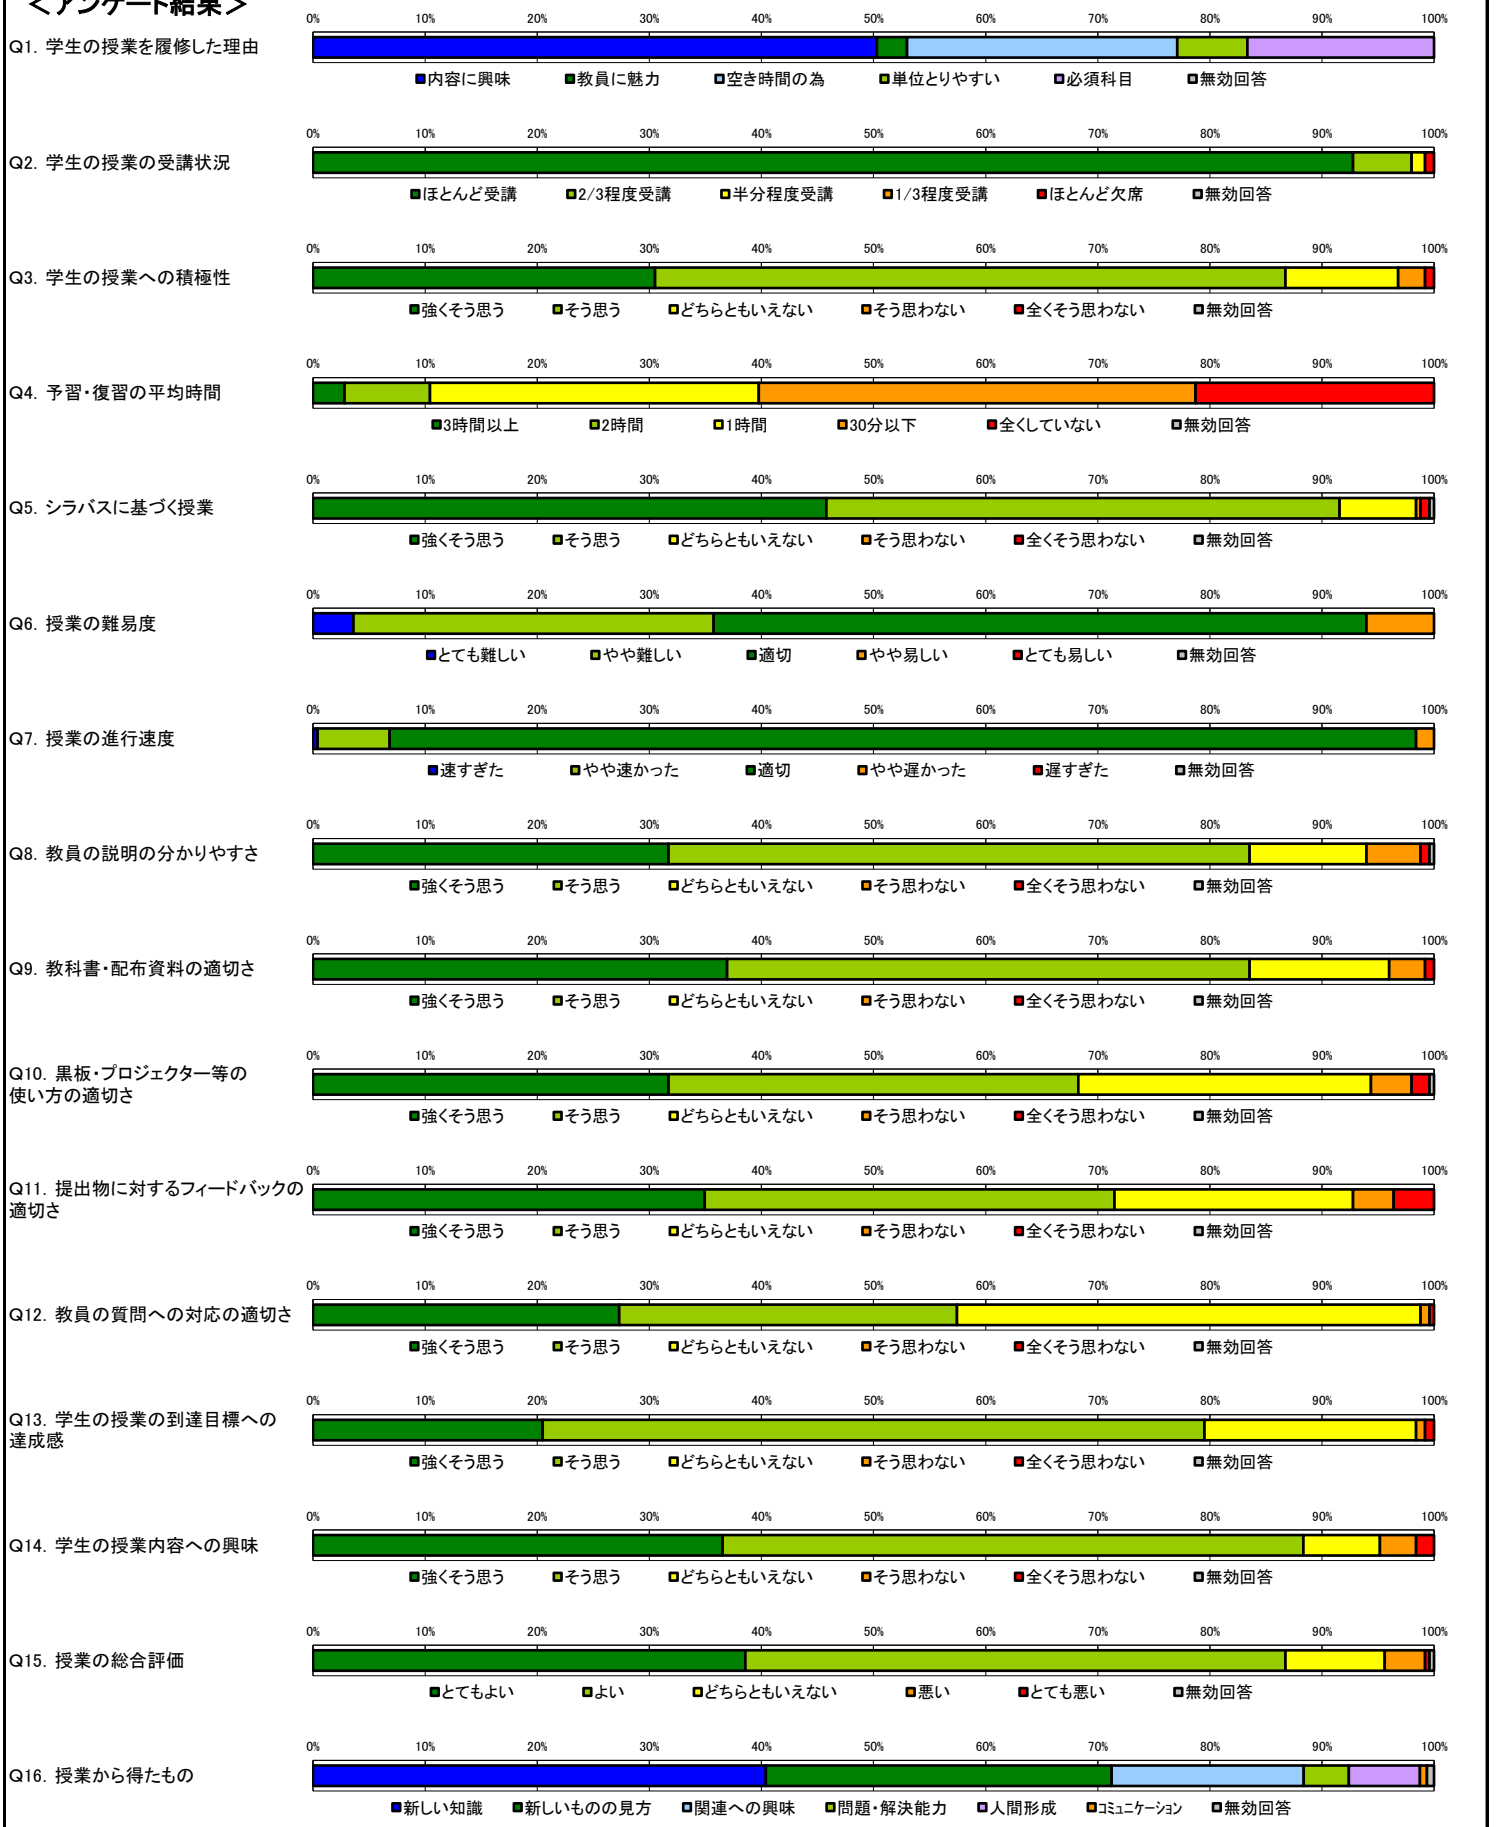 ＜アンケート結果＞
0% 10% 20% 30% 40% 50% 60% 70% 80% 90% 100%
Q1. 学生の授業を履修した理由
内容に興味 教員に魅力 空き時間の為 単位とりやすい 必須科目 無効回答
0% 10% 20% 30% 40% 50% 60% 70% 80% 90% 100%
Q2. 学生の授業の受講状況
ほとんど受講 2/3程度受講 半分程度受講 1/3程度受講 ほとんど欠席 無効回答
0% 10% 20% 30% 40% 50% 60% 70% 80% 90% 100%
Q3. 学生の授業への積極性
強くそう思う そう思う どちらともいえない そう思わない 全くそう思わない 無効回答
0% 10% 20% 30% 40% 50% 60% 70% 80% 90% 100%
Q4. 予習・復習の平均時間
3時間以上 2時間 1時間 30分以下 全くしていない 無効回答
0% 10% 20% 30% 40% 50% 60% 70% 80% 90% 100%
Q5. シラバスに基づく授業
強くそう思う そう思う どちらともいえない そう思わない 全くそう思わない 無効回答
0% 10% 20% 30% 40% 50% 60% 70% 80% 90% 100%
Q6. 授業の難易度
とても難しい やや難しい 適切 やや易しい とても易しい 無効回答
0% 10% 20% 30% 40% 50% 60% 70% 80% 90% 100%
Q7. 授業の進行速度
速すぎた やや速かった 適切 やや遅かった 遅すぎた 無効回答
0% 10% 20% 30% 40% 50% 60% 70% 80% 90% 100%
Q8. 教員の説明の分かりやすさ
強くそう思う そう思う どちらともいえない そう思わない 全くそう思わない 無効回答
0% 10% 20% 30% 40% 50% 60% 70% 80% 90% 100%
Q9. 教科書・配布資料の適切さ
強くそう思う そう思う どちらともいえない そう思わない 全くそう思わない 無効回答
0% 10% 20% 30% 40% 50% 60% 70% 80% 90% 100%
Q10. 黒板・プロジェクター等の
使い方の適切さ
強くそう思う そう思う どちらともいえない そう思わない 全くそう思わない 無効回答
0% 10% 20% 30% 40% 50% 60% 70% 80% 90% 100%
Q11. 提出物に対するフィードバックの
適切さ
強くそう思う そう思う どちらともいえない そう思わない 全くそう思わない 無効回答
0% 10% 20% 30% 40% 50% 60% 70% 80% 90% 100%
Q12. 教員の質問への対応の適切さ
強くそう思う そう思う どちらともいえない そう思わない 全くそう思わない 無効回答
0% 10% 20% 30% 40% 50% 60% 70% 80% 90% 100%
Q13. 学生の授業の到達目標への
達成感
強くそう思う そう思う どちらともいえない そう思わない 全くそう思わない 無効回答
0% 10% 20% 30% 40% 50% 60% 70% 80% 90% 100%
Q14. 学生の授業内容への興味
強くそう思う そう思う どちらともいえない そう思わない 全くそう思わない 無効回答
0% 10% 20% 30% 40% 50% 60% 70% 80% 90% 100%
Q15. 授業の総合評価
とてもよい よい どちらともいえない 悪い とても悪い 無効回答
0% 10% 20% 30% 40% 50% 60% 70% 80% 90% 100%
Q16. 授業から得たもの
新しい知識 新しいものの見方 関連への興味 問題・解決能力 人間形成 コミュニケーション 無効回答